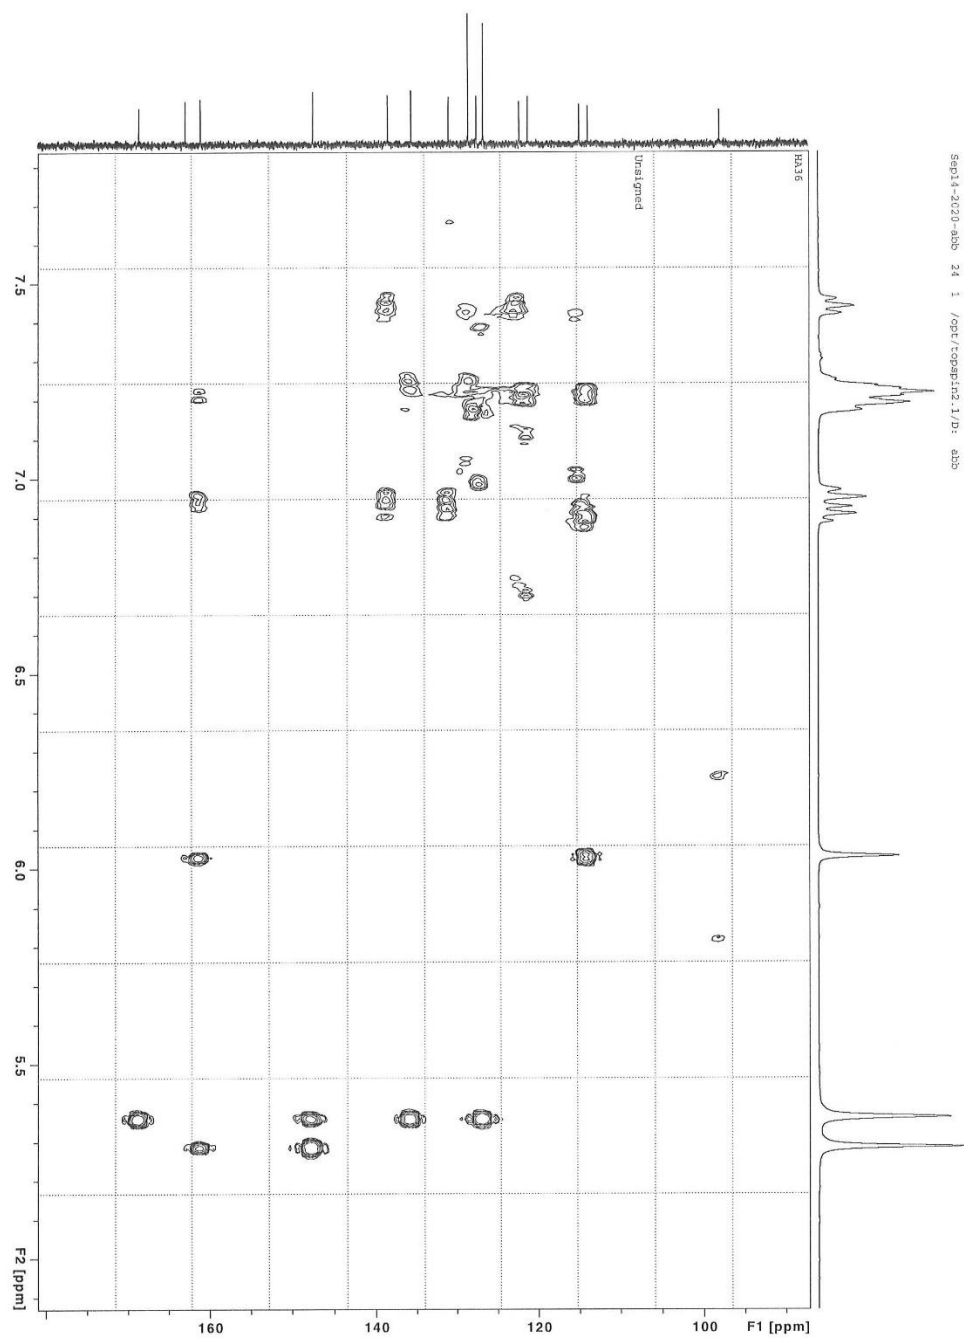 Sep14-2020-abb 24 1 /opt/topspin2.1/D: abb
HA36
Unsigned
7.5
7.0
6.5
6.0
5.5
F2 [ppm]
160
140
120
100
F1 [ppm]